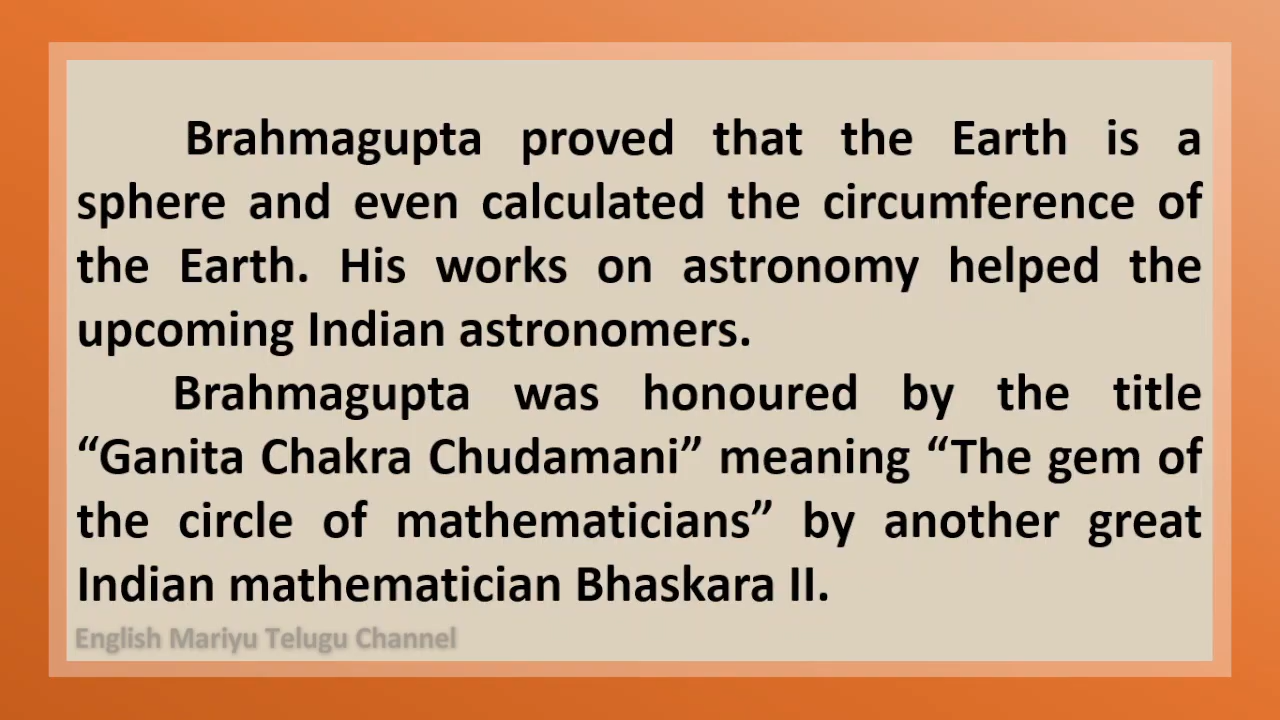 Brahmagupta proved that the Earth is a
sphere and even calculated the circumference of
the Earth. His works on astronomy helped the
upcoming Indian astronomers.
Brahmagupta was honoured by the title
“Ganita Chakra Chudamani” meaning “The gem of
the circle of mathematicians” by another great
Indian mathematician Bhaskara II.
English Mariyu Telugu Channel